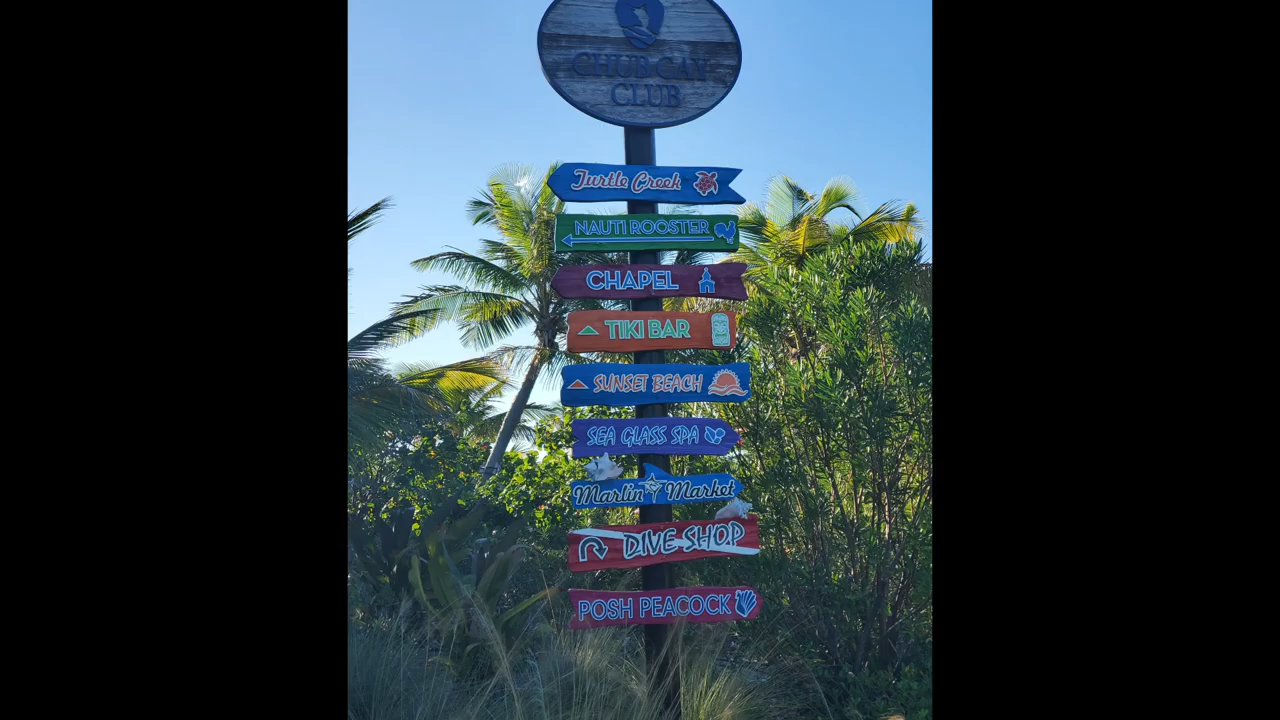 CHUB CAY
CLUB
Turtle Creek
NAUTI ROOSTER
CHAPEL
TIKI BAR
SUNSET BEACH
SEA GLASS SPA
Marlin Market
DIVE SHOP
POSH PEACOCK